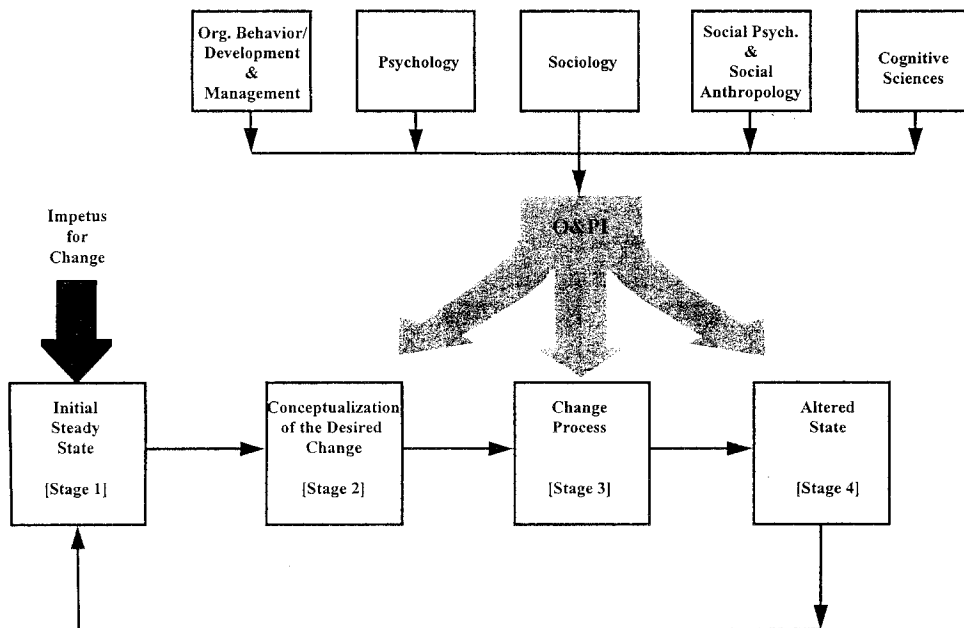 Org. Behavior/
Development
&
Management
Psychology
Sociology
Social Psych.
&
Social
Anthropology
Cognitive
Sciences
O&PI
Impetus
for
Change
Initial
Steady
State
[Stage 1]
Conceptualization
of the Desired
Change
[Stage 2]
Change
Process
[Stage 3]
Altered
State
[Stage 4]